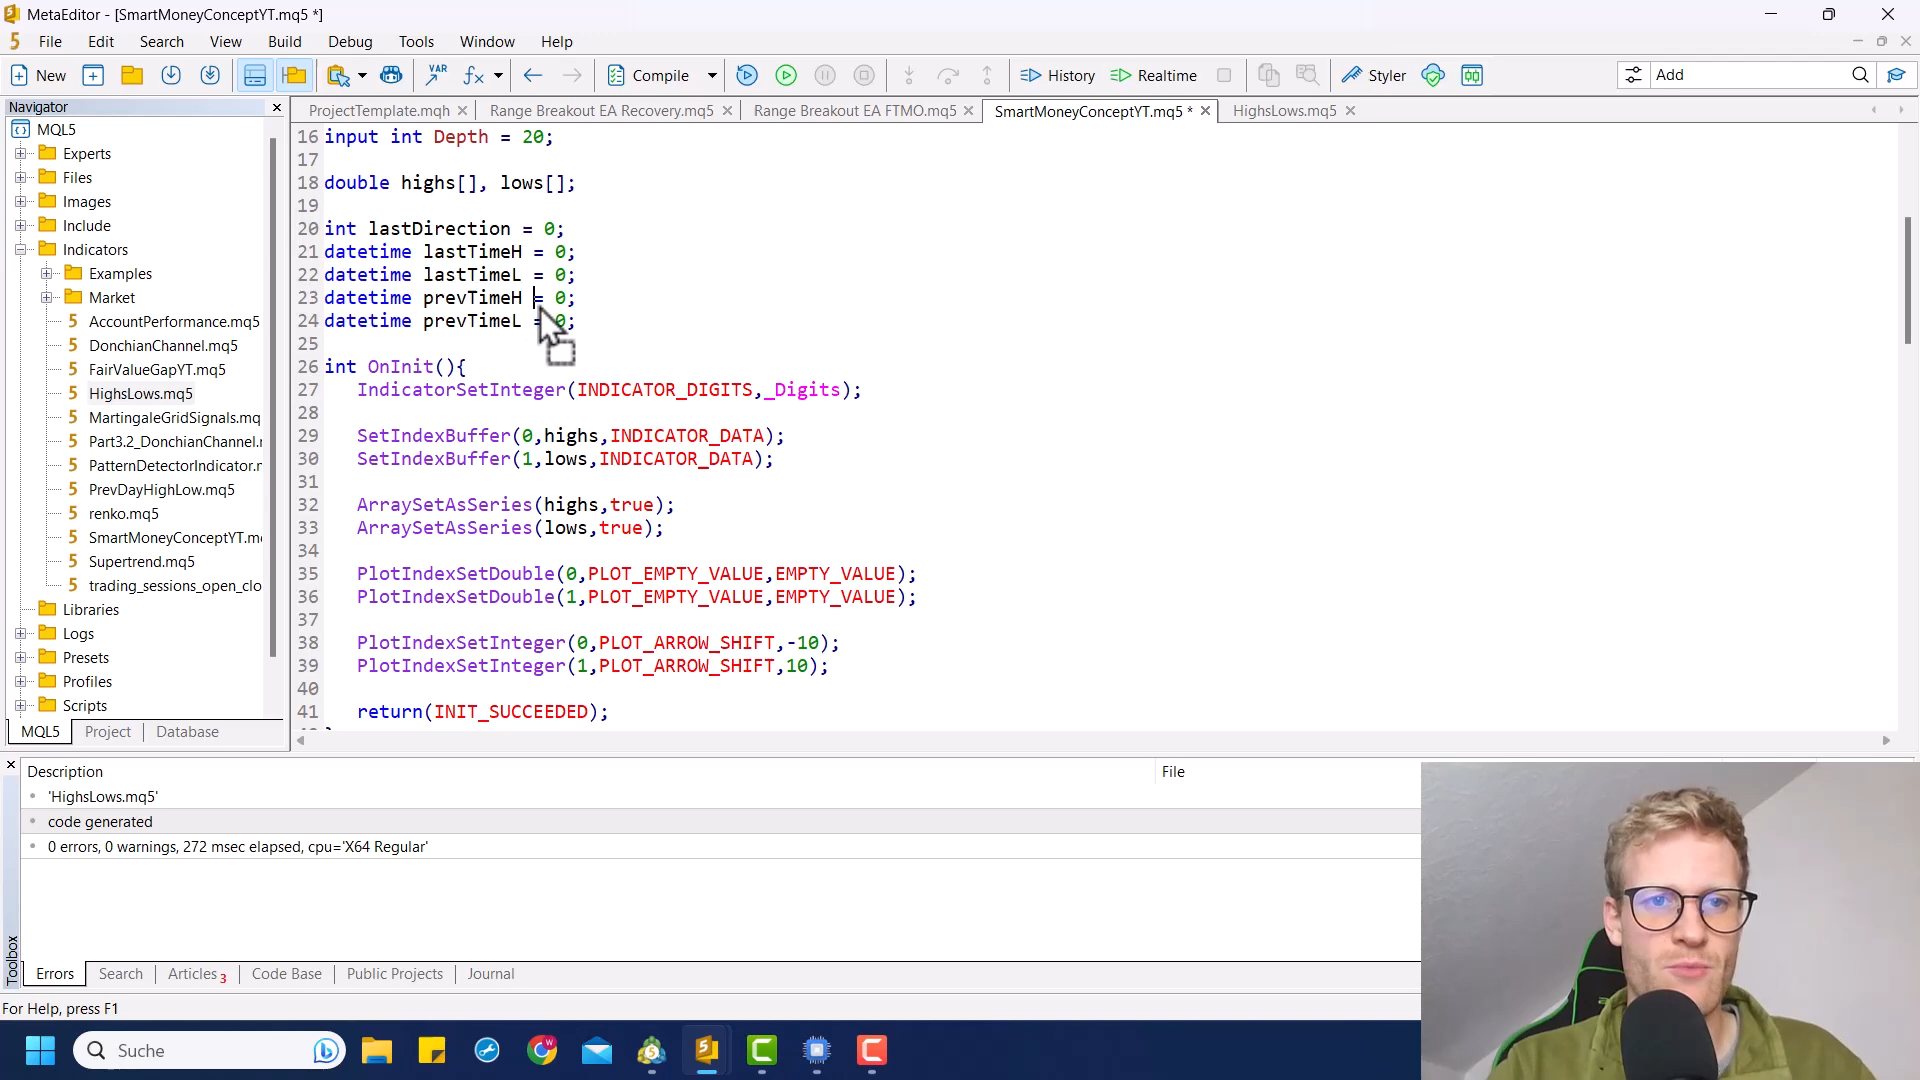 MetaEditor - [SmartMoneyConceptYT.mq5 *]
File Edit Search View Build Debug Tools Window Help
New Compile History Realtime Styler Add
Navigator
MQL5
Experts
Files
Images
Include
Indicators
Examples
Market
AccountPerformance.mq5
DonchianChannel.mq5
FairValueGapYT.mq5
HighsLows.mq5
MartingaleGridSignals.mq
Part3.2_DonchianChannel.
PatternDetectorIndicator.
PrevDayHighLow.mq5
renko.mq5
SmartMoneyConceptYT.m
Supertrend.mq5
trading_sessions_open_clo
Libraries
Logs
Presets
Profiles
Scripts
MQL5 Project Database
ProjectTemplate.mqh Range Breakout EA Recovery.mq5 Range Breakout EA FTMO.mq5 SmartMoneyConceptYT.mq5 * HighsLows.mq5
16 input int Depth = 20;
17
18 double highs[], lows[];
19
20 int lastDirection = 0;
21 datetime lastTimeH = 0;
22 datetime lastTimeL = 0;
23 datetime prevTimeH = 0;
24 datetime prevTimeL = 0;
25
26 int OnInit(){
27 IndicatorSetInteger(INDICATOR_DIGITS,_Digits);
28
29 SetIndexBuffer(0,highs,INDICATOR_DATA);
30 SetIndexBuffer(1,lows,INDICATOR_DATA);
31
32 ArraySetAsSeries(highs,true);
33 ArraySetAsSeries(lows,true);
34
35 PlotIndexSetDouble(0,PLOT_EMPTY_VALUE,EMPTY_VALUE);
36 PlotIndexSetDouble(1,PLOT_EMPTY_VALUE,EMPTY_VALUE);
37
38 PlotIndexSetInteger(0,PLOT_ARROW_SHIFT,-10);
39 PlotIndexSetInteger(1,PLOT_ARROW_SHIFT,10);
40
41 return(INIT_SUCCEEDED);
Description File
'HighsLows.mq5'
code generated
0 errors, 0 warnings, 272 msec elapsed, cpu='X64 Regular'
Toolbox
Errors Search Articles 3 Code Base Public Projects Journal
For Help, press F1
Suche